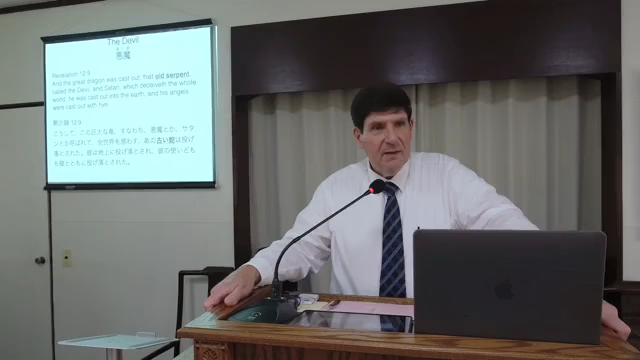 The Devil
悪魔
Revelation 12:9
And the great dragon was cast out, that old serpent,
called the Devil, and Satan, which deceiveth the whole
world: he was cast out into the earth, and his angels
were cast out with him.
黙示録 12:9
こうして、この巨大な竜、すなわち、悪魔とか、サタ
ンとか呼ばれて、全世界を惑わす、あの古い蛇は投げ
落とされた。彼は地上に投げ落とされ、彼の使いども
も彼とともに投げ落とされた。